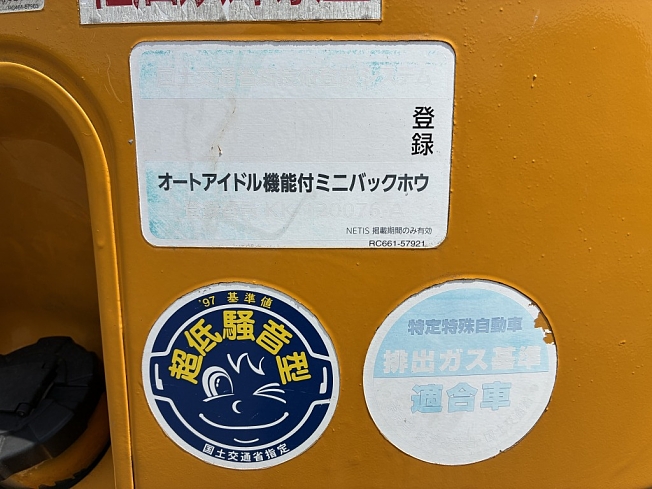 登録
オートアイドル機能付ミニバックホウ
NETIS 掲載期間のみ有効
RC661-57921
'97 基準値
超低騒音型
国土交通省指定
特定特殊自動車
排出ガス基準
適合車